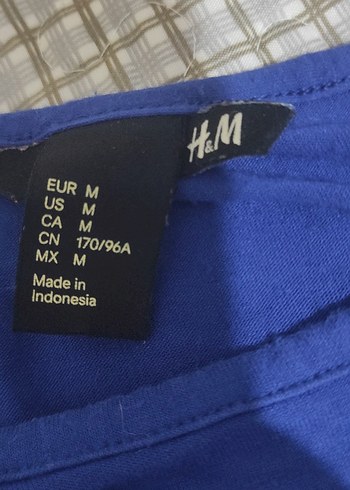 H&M
EUR M
US M
CA M
CN 170/96A
MX M
Made in
Indonesia